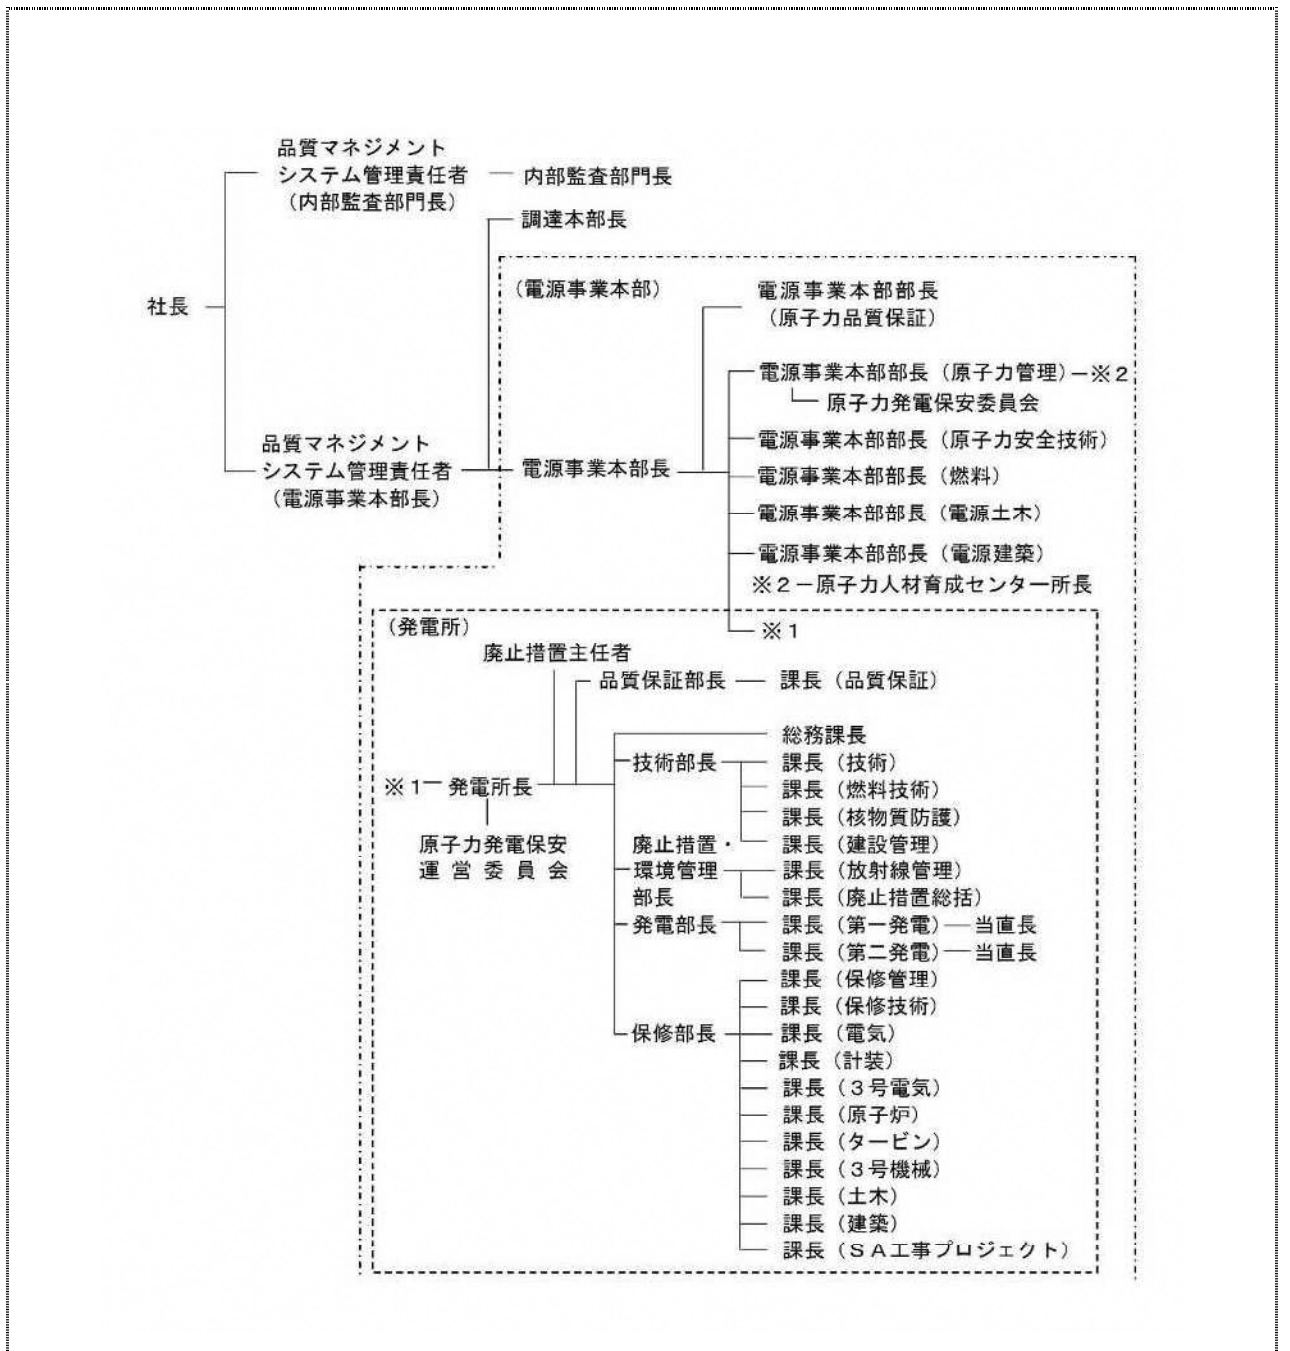 品質マネジメント
システム管理責任者 ― 内部監査部門長
（内部監査部門長）
調達本部長
（電源事業本部）
電源事業本部部長
（原子力品質保証）
社長
電源事業本部部長（原子力管理）－※２
原子力発電保安委員会
電源事業本部部長（原子力安全技術）
品質マネジメント
システム管理責任者
（電源事業本部長）
電源事業本部長
電源事業本部部長（燃料）
電源事業本部部長（電源土木）
電源事業本部部長（電源建築）
※２－原子力人材育成センター所長
※１
（発電所）
廃止措置主任者
品質保証部長 ― 課長（品質保証）
総務課長
技術部長
課長（技術）
課長（燃料技術）
課長（核物質防護）
課長（建設管理）
※１－発電所長
原子力発電保安
運営委員会
廃止措置・
環境管理
部長
課長（放射線管理）
課長（廃止措置総括）
発電部長
課長（第一発電）― 当直長
課長（第二発電）― 当直長
保修部長
課長（保修管理）
課長（保修技術）
課長（電気）
課長（計装）
課長（３号電気）
課長（原子炉）
課長（タービン）
課長（３号機械）
課長（土木）
課長（建築）
課長（ＳＡ工事プロジェクト）